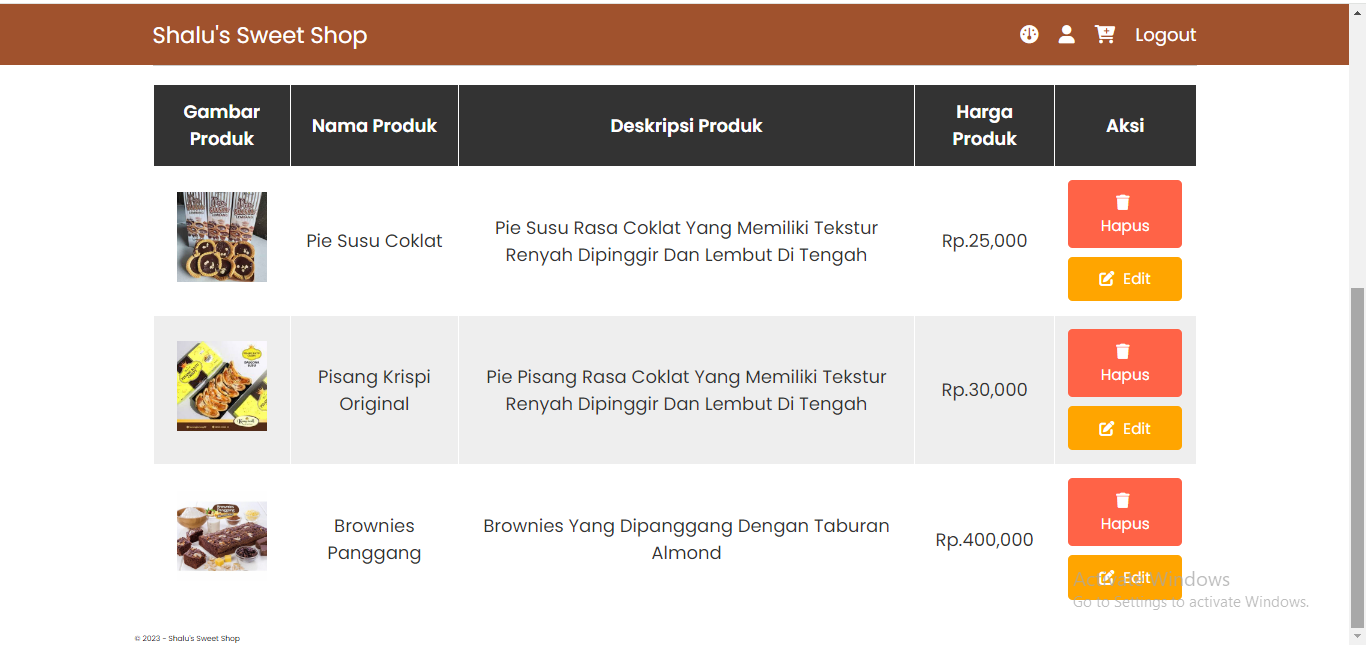 Shalu's Sweet Shop
Logout
Gambar
Produk
Nama Produk
Deskripsi Produk
Harga
Produk
Aksi
Pie Susu Coklat
Pie Susu Rasa Coklat Yang Memiliki Tekstur
Renyah Dipinggir Dan Lembut Di Tengah
Rp.25,000
Hapus
Edit
Pisang Krispi
Original
Pie Pisang Rasa Coklat Yang Memiliki Tekstur
Renyah Dipinggir Dan Lembut Di Tengah
Rp.30,000
Hapus
Edit
Brownies
Panggang
Brownies Yang Dipanggang Dengan Taburan
Almond
Rp.400,000
Hapus
Edit
Activate Windows
Go to Settings to activate Windows.
© 2023 - Shalu's Sweet Shop